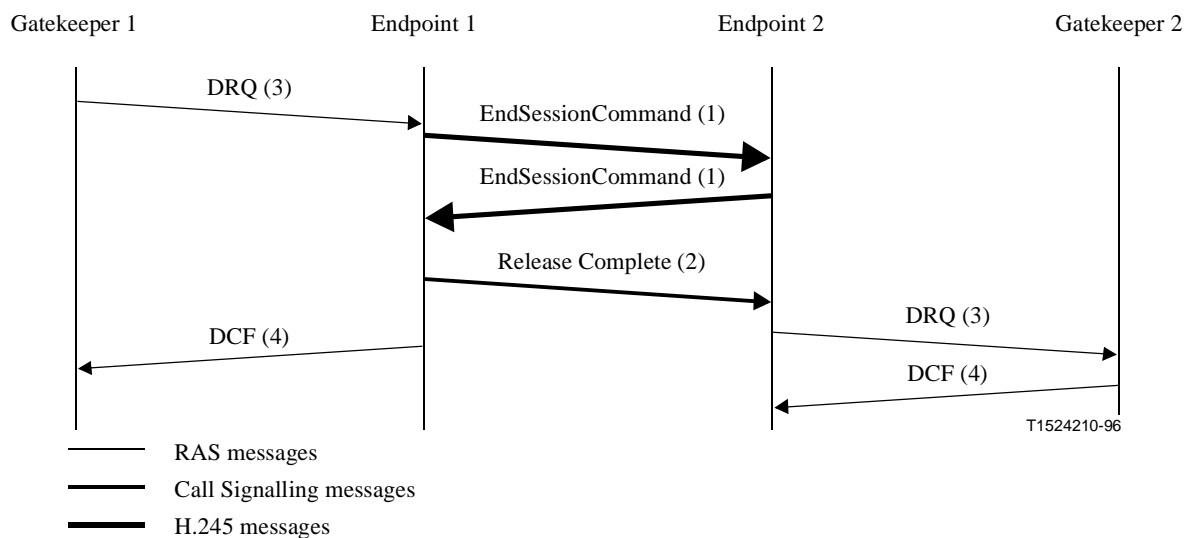 Gatekeeper 1
Endpoint 1
Endpoint 2
Gatekeeper 2
DRQ (3)
EndSessionCommand (1)
EndSessionCommand (1)
Release Complete (2)
DRQ (3)
DCF (4)
DCF (4)
T1524210-96
RAS messages
Call Signalling messages
H.245 messages